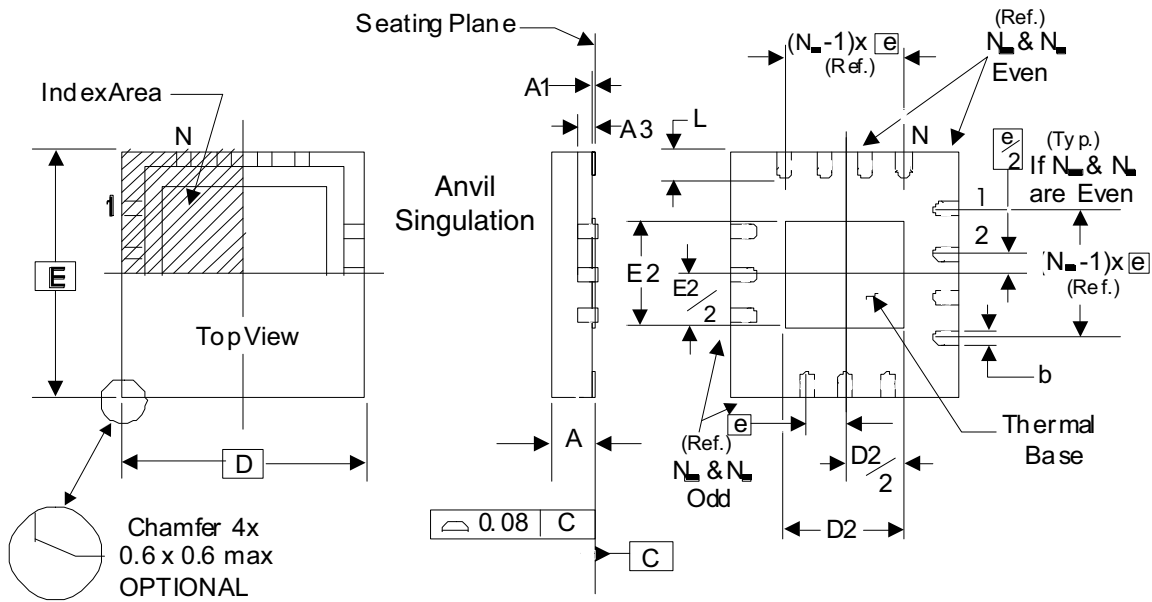 Seating Plane
Index Area
N
1
E
Top View
D
Chamfer 4x
0.6 x 0.6 max
OPTIONAL
A1
A3
Anvil
Singulation
A
0.08 C
C
L
E2
E2
2
(N -1)x e
(Ref.)
(Ref.)
N & N
Even
N
e
2
(Typ.)
If N & N
are Even
1
2
(N -1)x e
(Ref.)
b
Thermal
Base
e
(Ref.)
N & N
Odd
D2
2
D2